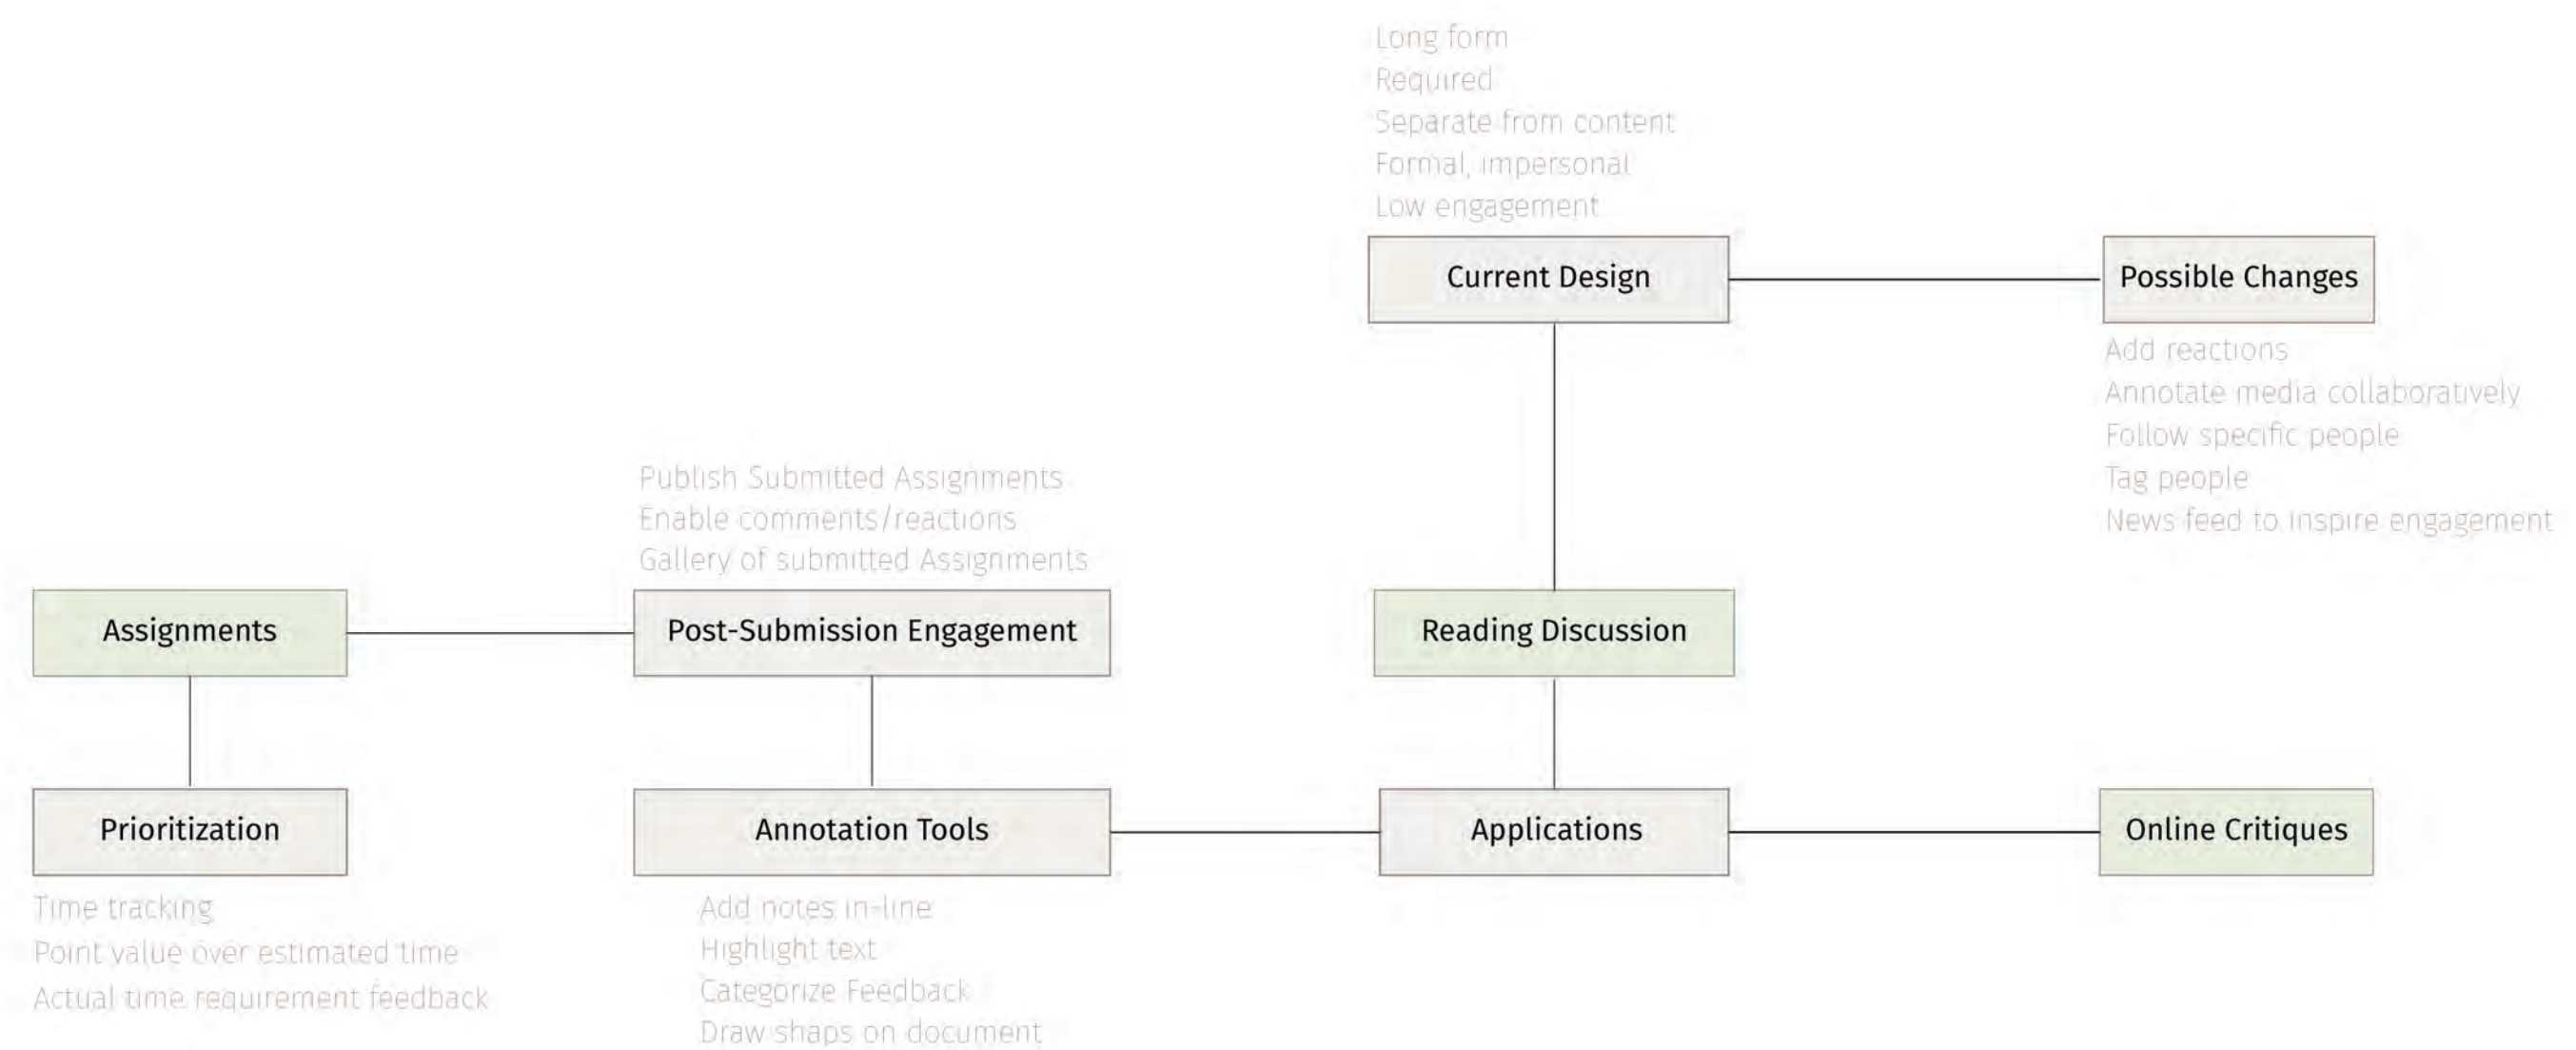 Long form
Required
Separate from content
Formal, impersonal
Low engagement
Current Design
Possible Changes
Add reactions
Annotate media collaboratively
Follow specific people
Tag people
News feed to inspire engagement
Publish Submitted Assignments
Enable comments/reactions
Gallery of submitted Assignments
Assignments
Post-Submission Engagement
Reading Discussion
Prioritization
Annotation Tools
Applications
Online Critiques
Time tracking
Point value over estimated time
Actual time requirement feedback
Add notes in-line
Highlight text
Categorize Feedback
Draw shaps on document